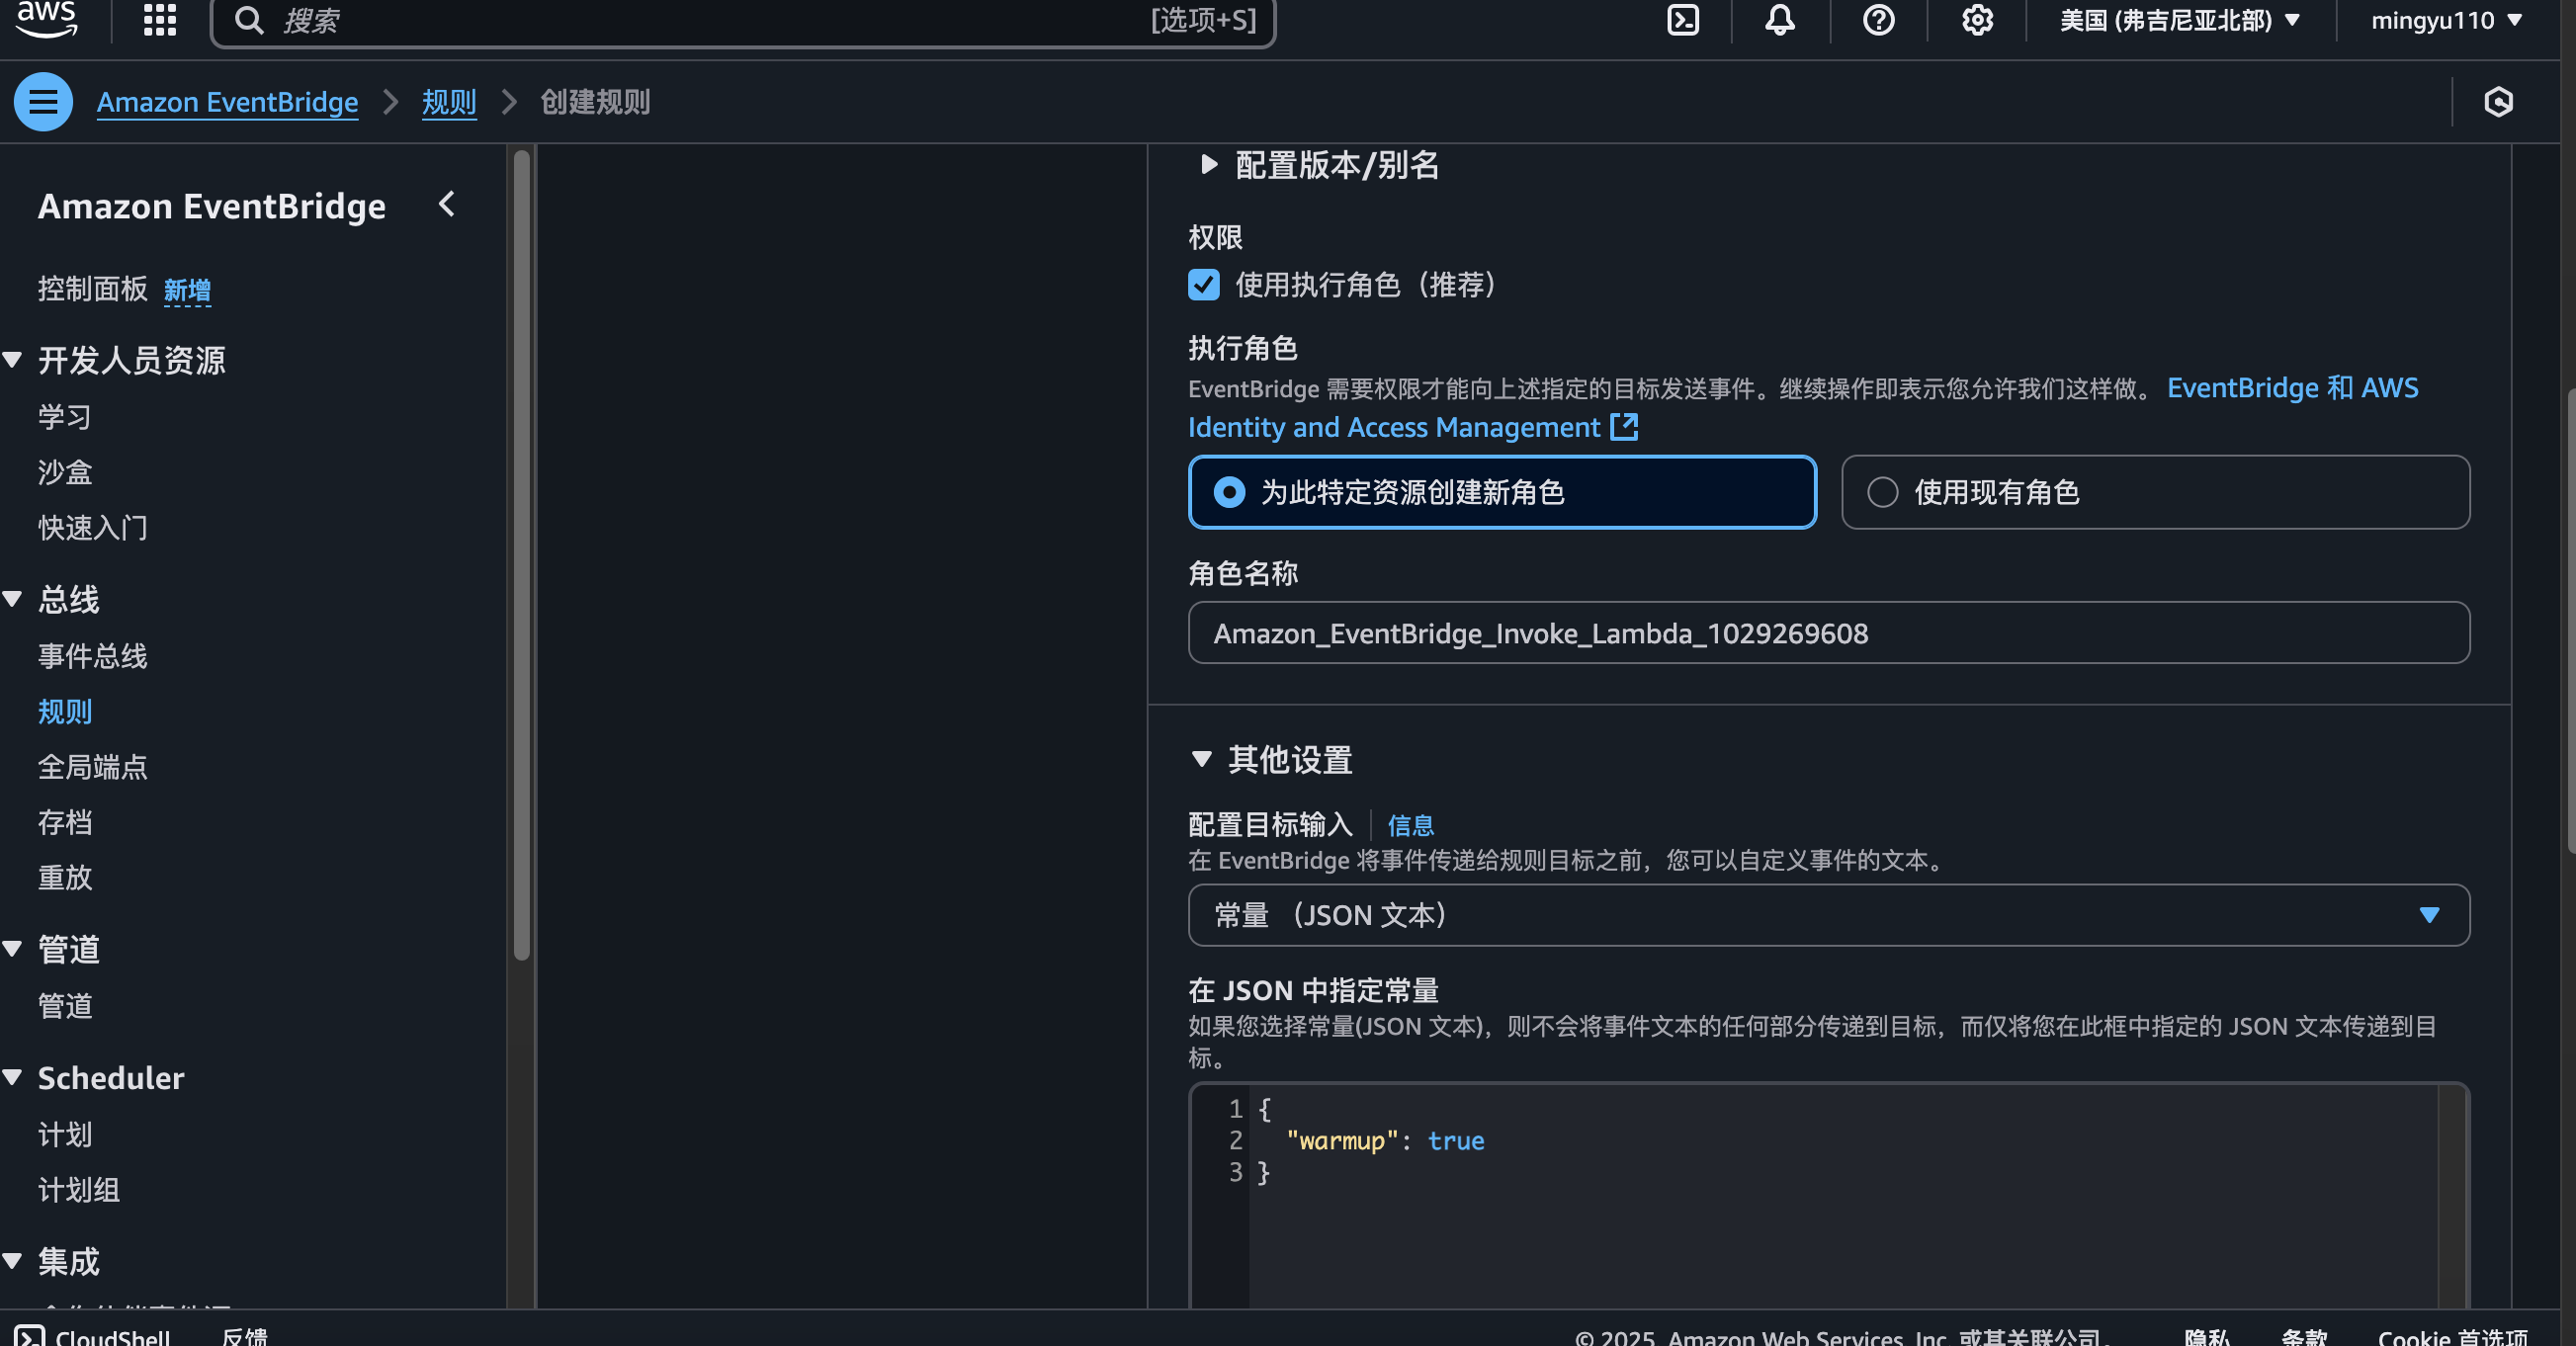 aws
搜索
[选项+S]
美国 (弗吉尼亚北部)
mingyu110
Amazon EventBridge
规则
创建规则
Amazon EventBridge
控制面板 新增
开发人员资源
学习
沙盒
快速入门
总线
事件总线
规则
全局端点
存档
重放
管道
管道
Scheduler
计划
计划组
集成
配置版本/别名
权限
使用执行角色（推荐）
执行角色
EventBridge 需要权限才能向上述指定的目标发送事件。继续操作即表示您允许我们这样做。 EventBridge 和 AWS
Identity and Access Management
为此特定资源创建新角色
使用现有角色
角色名称
Amazon_EventBridge_Invoke_Lambda_1029269608
其他设置
配置目标输入 信息
在 EventBridge 将事件传递给规则目标之前，您可以自定义事件的文本。
常量 （JSON 文本）
在 JSON 中指定常量
如果您选择常量(JSON 文本)，则不会将事件文本的任何部分传递到目标，而仅将您在此框中指定的 JSON 文本传递到目
标。
1 {
2 "warmup": true
3 }
CloudShell
反馈
© 2025, Amazon Web Services, Inc. 或其关联公司。
隐私
条款
Cookie 首选项